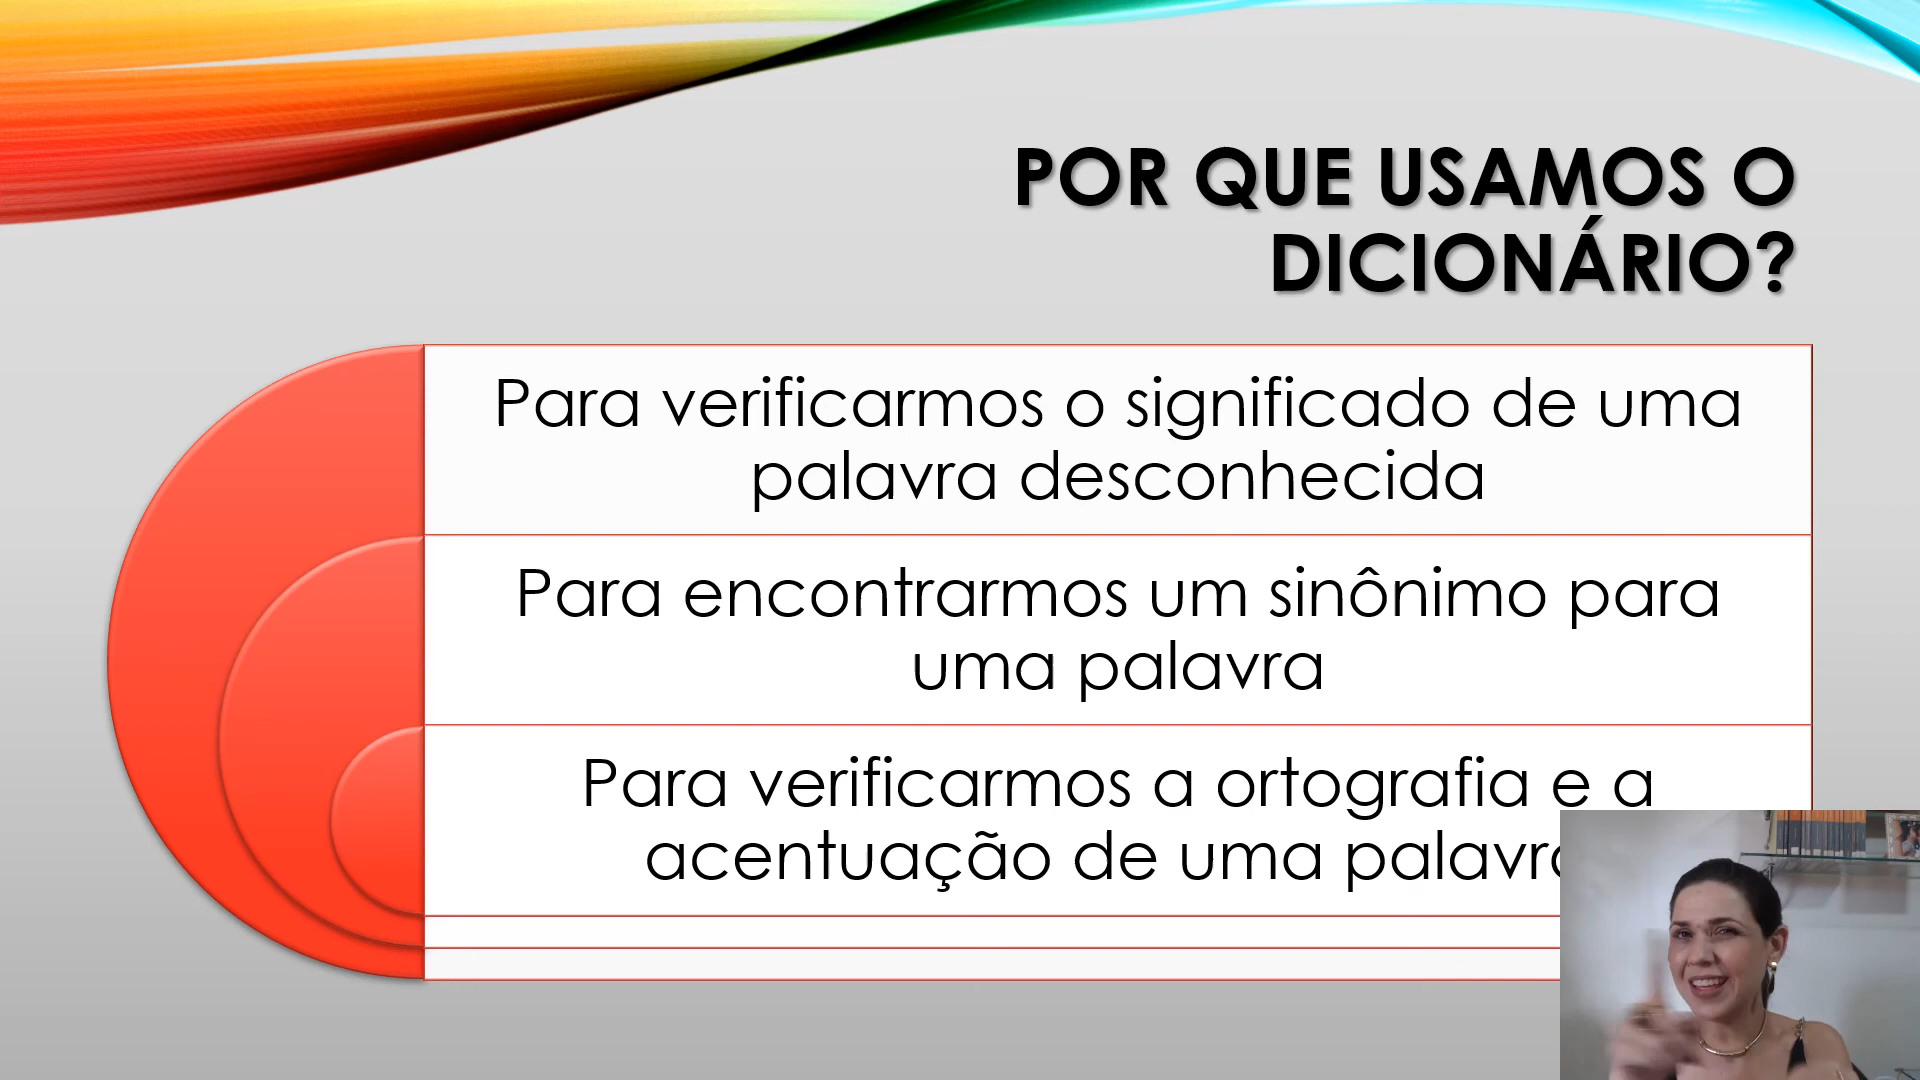 POR QUE USAMOS O
DICIONÁRIO?
Para verificarmos o significado de uma
palavra desconhecida
Para encontrarmos um sinônimo para
uma palavra
Para verificarmos a ortografia e a
acentuação de uma palavra